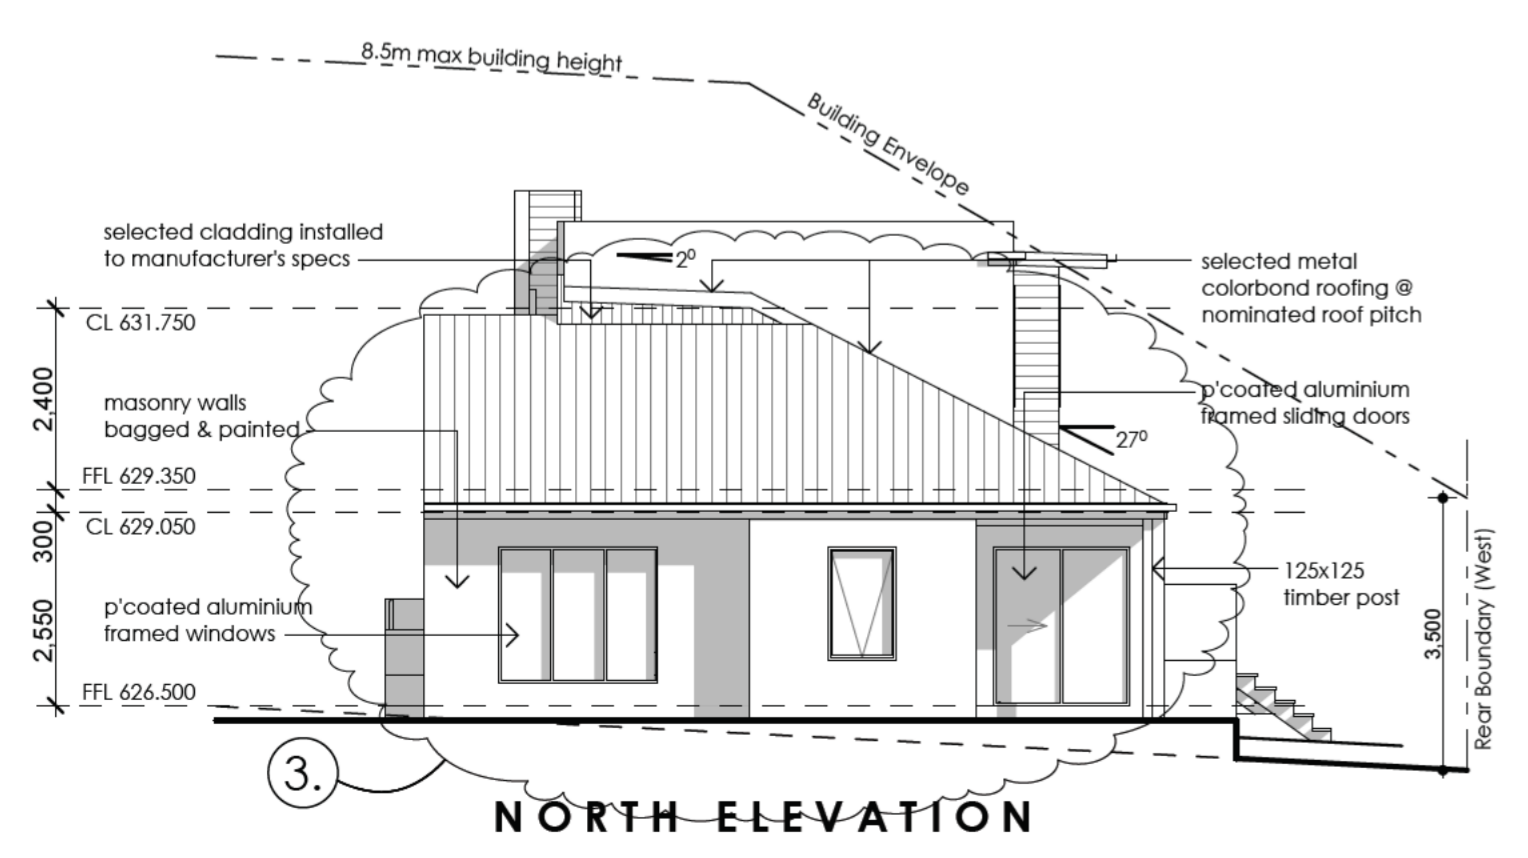 8.5m max building height
Building Envelope
selected cladding installed
to manufacturer's specs
2⁰
selected metal
colorbond roofing @
nominated roof pitch
CL 631.750
2,400
masonry walls
bagged & painted
p'coated aluminium
framed sliding doors
27⁰
FFL 629.350
300
CL 629.050
125x125
timber post
p'coated aluminium
framed windows
2,550
3,500
Rear Boundary (West)
FFL 626.500
3.
NORTH ELEVATION